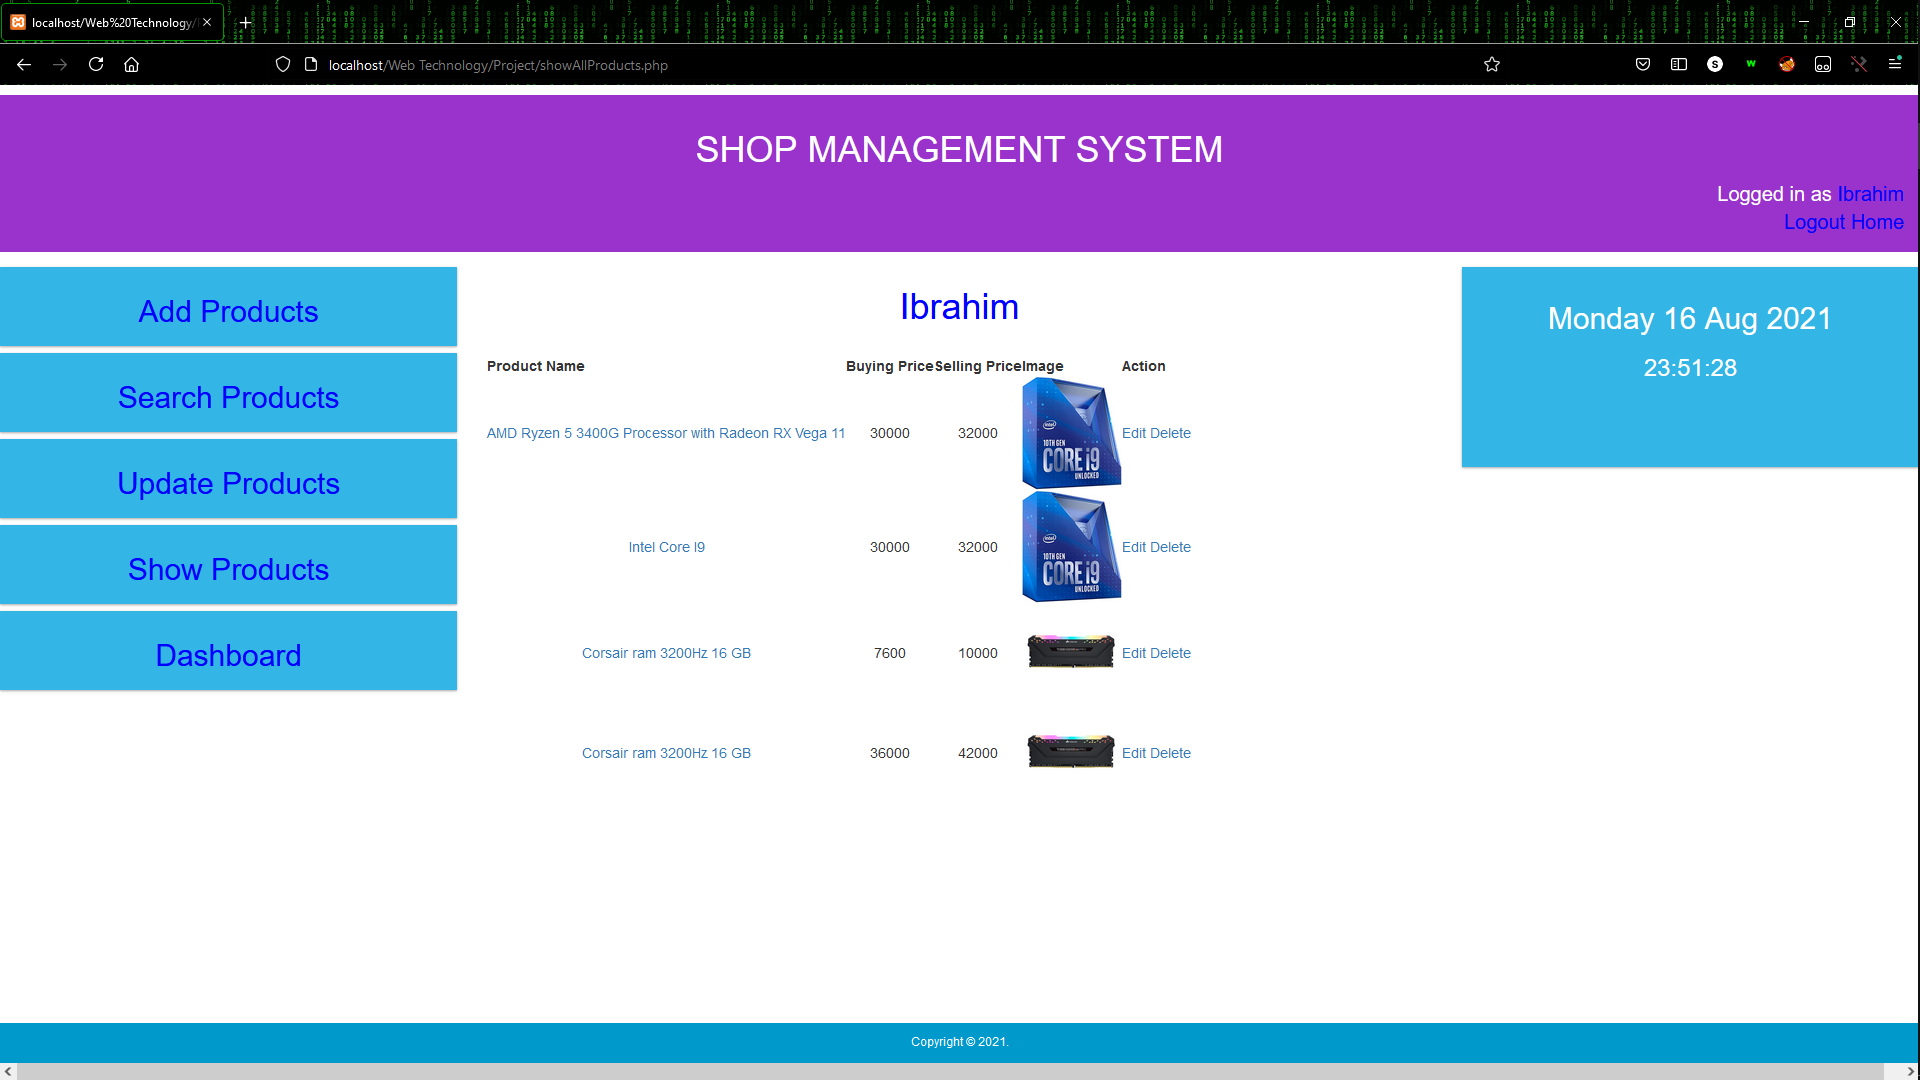 localhost/Web%20Technology/
localhost/Web Technology/Project/showAllProducts.php
SHOP MANAGEMENT SYSTEM
Logged in as Ibrahim
Logout Home
Add Products
Search Products
Update Products
Show Products
Dashboard
Ibrahim
Product Name Buying Price Selling Price Image Action
AMD Ryzen 5 3400G Processor with Radeon RX Vega 11 30000 32000 Edit Delete
intel
10TH GEN
CORE i9
UNLOCKED
Intel Core I9 30000 32000 Edit Delete
intel
10TH GEN
CORE i9
UNLOCKED
Corsair ram 3200Hz 16 GB 7600 10000 Edit Delete
Corsair ram 3200Hz 16 GB 36000 42000 Edit Delete
Monday 16 Aug 2021
23:51:28
Copyright © 2021.